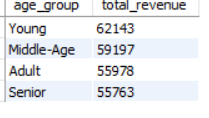 age_group total_revenue
Young 62143
Middle-Age 59197
Adult 55978
Senior 55763